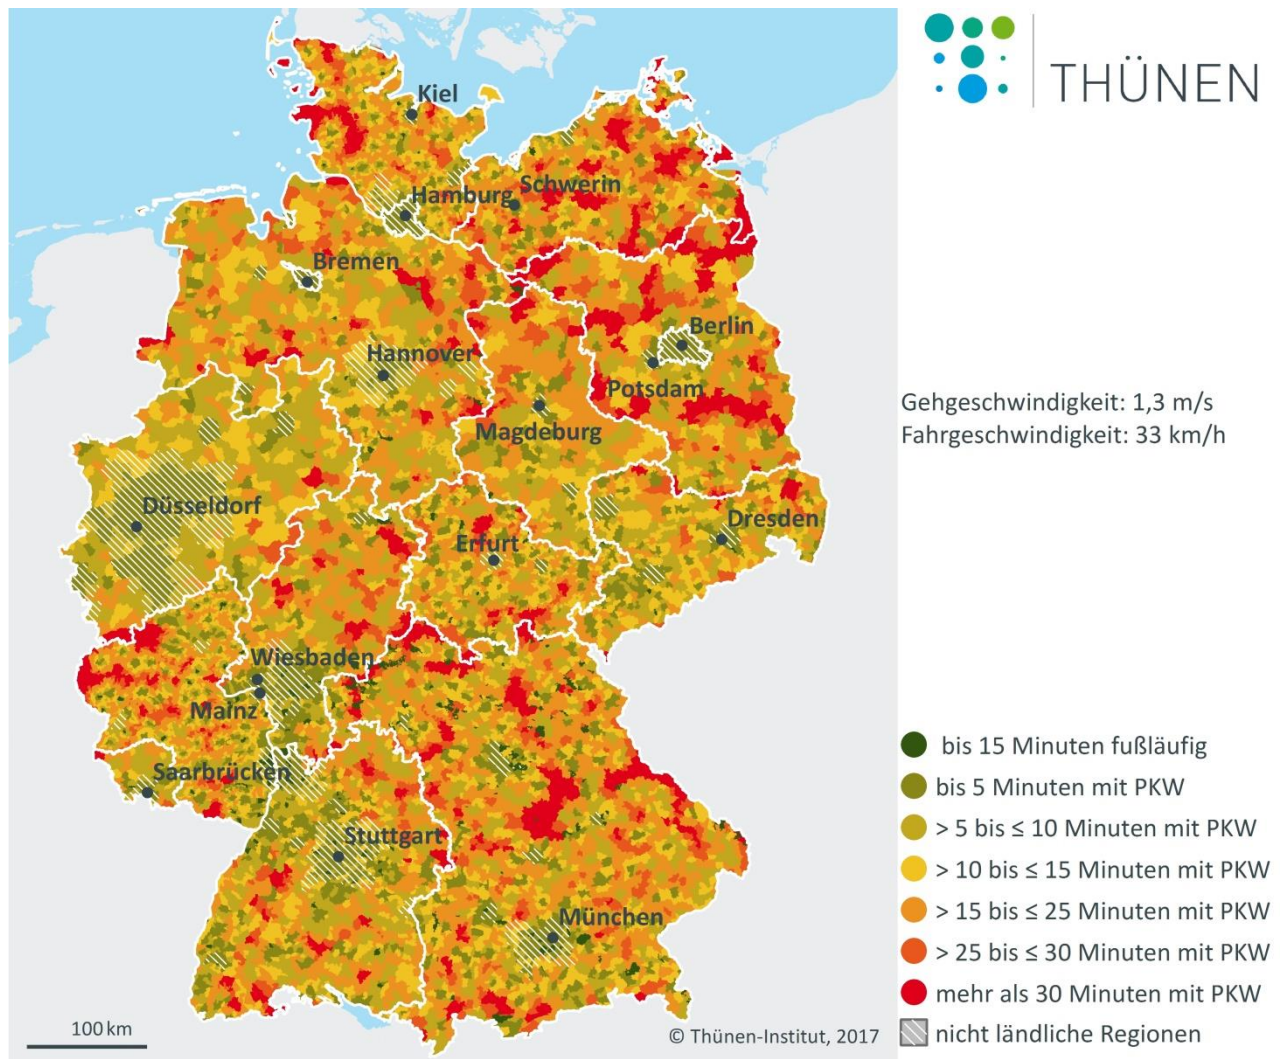 THÜNEN
Kiel
Schwerin
Hamburg
Bremen
Berlin
Hannover
Potsdam
Magdeburg
Düsseldorf
Dresden
Erfurt
Wiesbaden
Mainz
Saarbrücken
Stuttgart
München
2
Gehgeschwindigkeit: 1,3 m/s
Fahrgeschwindigkeit: 33 km/h
bis 15 Minuten fußläufig
bis 5 Minuten mit PKW
> 5 bis ≤ 10 Minuten mit PKW
> 10 bis ≤ 15 Minuten mit PKW
> 15 bis ≤ 25 Minuten mit PKW
> 25 bis ≤ 30 Minuten mit PKW
mehr als 30 Minuten mit PKW
nicht ländliche Regionen
100 km
© Thünen-Institut, 2017